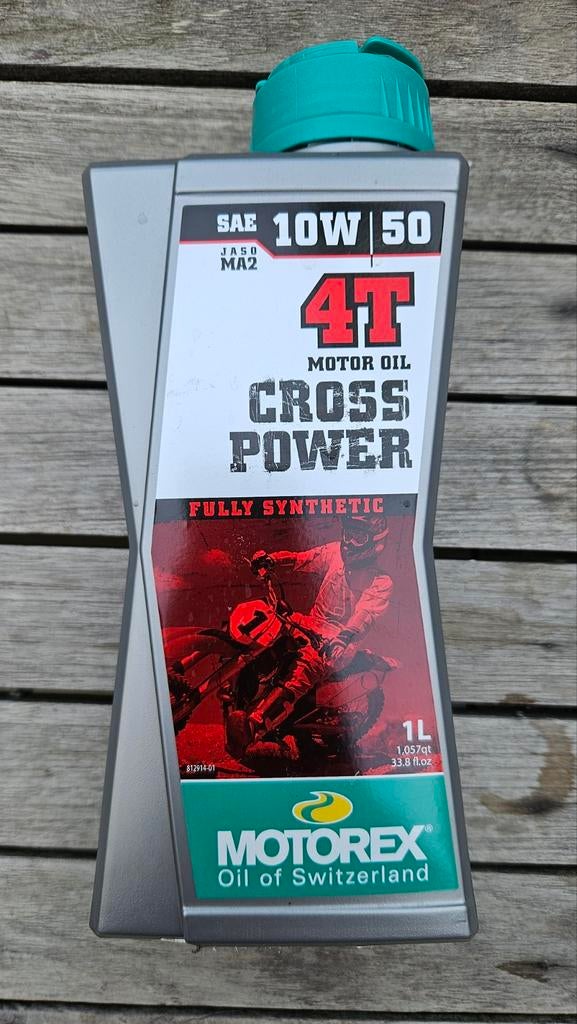 SAE 10W|50
JASO
MA2
4T
MOTOR OIL
CROSS
POWER
FULLY SYNTHETIC
1
1L
1,057qt
33.8 fl.oz
812914-01
MOTOREX®
Oil of Switzerland